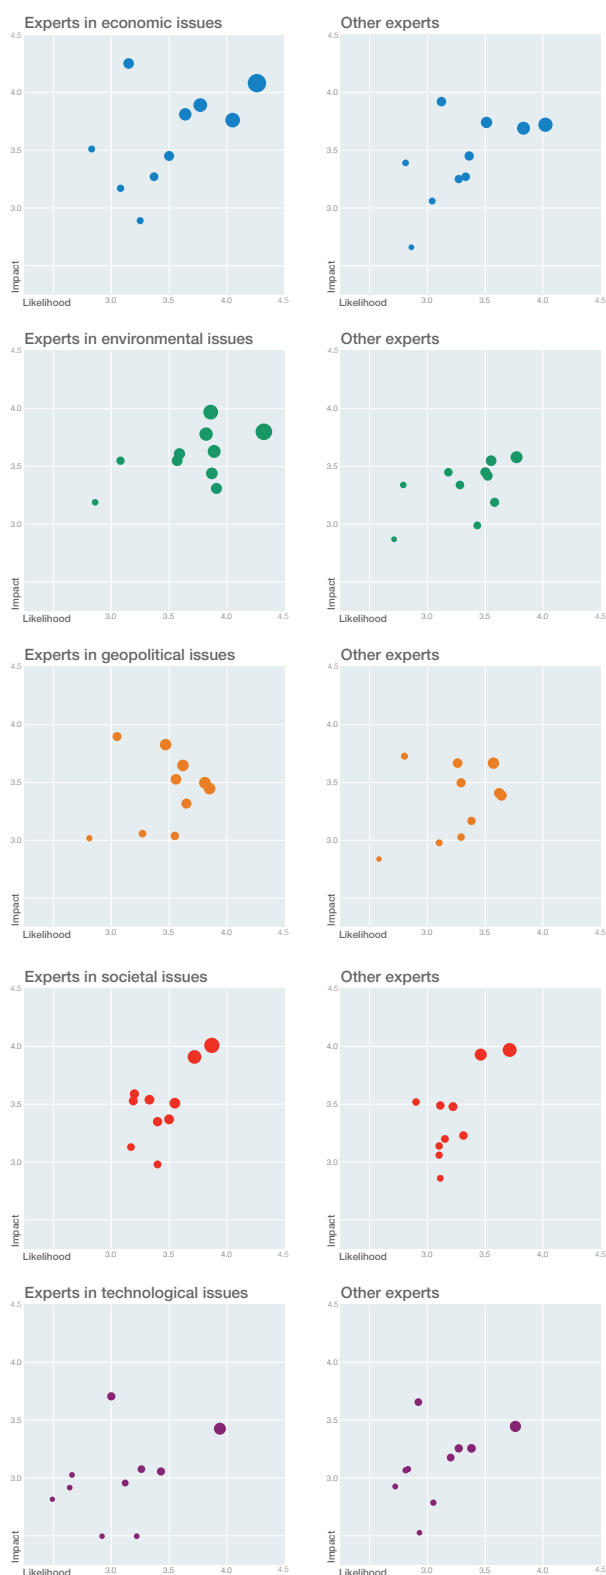 Experts in economic issues
Other experts
4.5
4.5
4.0
4.0
3.5
3.5
3.0
3.0
Impact
Impact
Likelihood
3.0
3.5
4.0
4.5
Likelihood
3.0
3.5
4.0
4.5
Experts in environmental issues
Other experts
4.5
4.5
4.0
4.0
3.5
3.5
3.0
3.0
Impact
Impact
Likelihood
3.0
3.5
4.0
4.5
Likelihood
3.0
3.5
4.0
4.5
Experts in geopolitical issues
Other experts
4.5
4.5
4.0
4.0
3.5
3.5
3.0
3.0
Impact
Impact
Likelihood
3.0
3.5
4.0
4.5
Likelihood
3.0
3.5
4.0
4.5
Experts in societal issues
Other experts
4.5
4.5
4.0
4.0
3.5
3.5
3.0
3.0
Impact
Impact
Likelihood
3.0
3.5
4.0
4.5
Likelihood
3.0
3.5
4.0
4.5
Experts in technological issues
Other experts
4.5
4.5
4.0
4.0
3.5
3.5
3.0
3.0
Impact
Impact
Likelihood
3.0
3.5
4.0
4.5
Likelihood
3.0
3.5
4.0
4.5